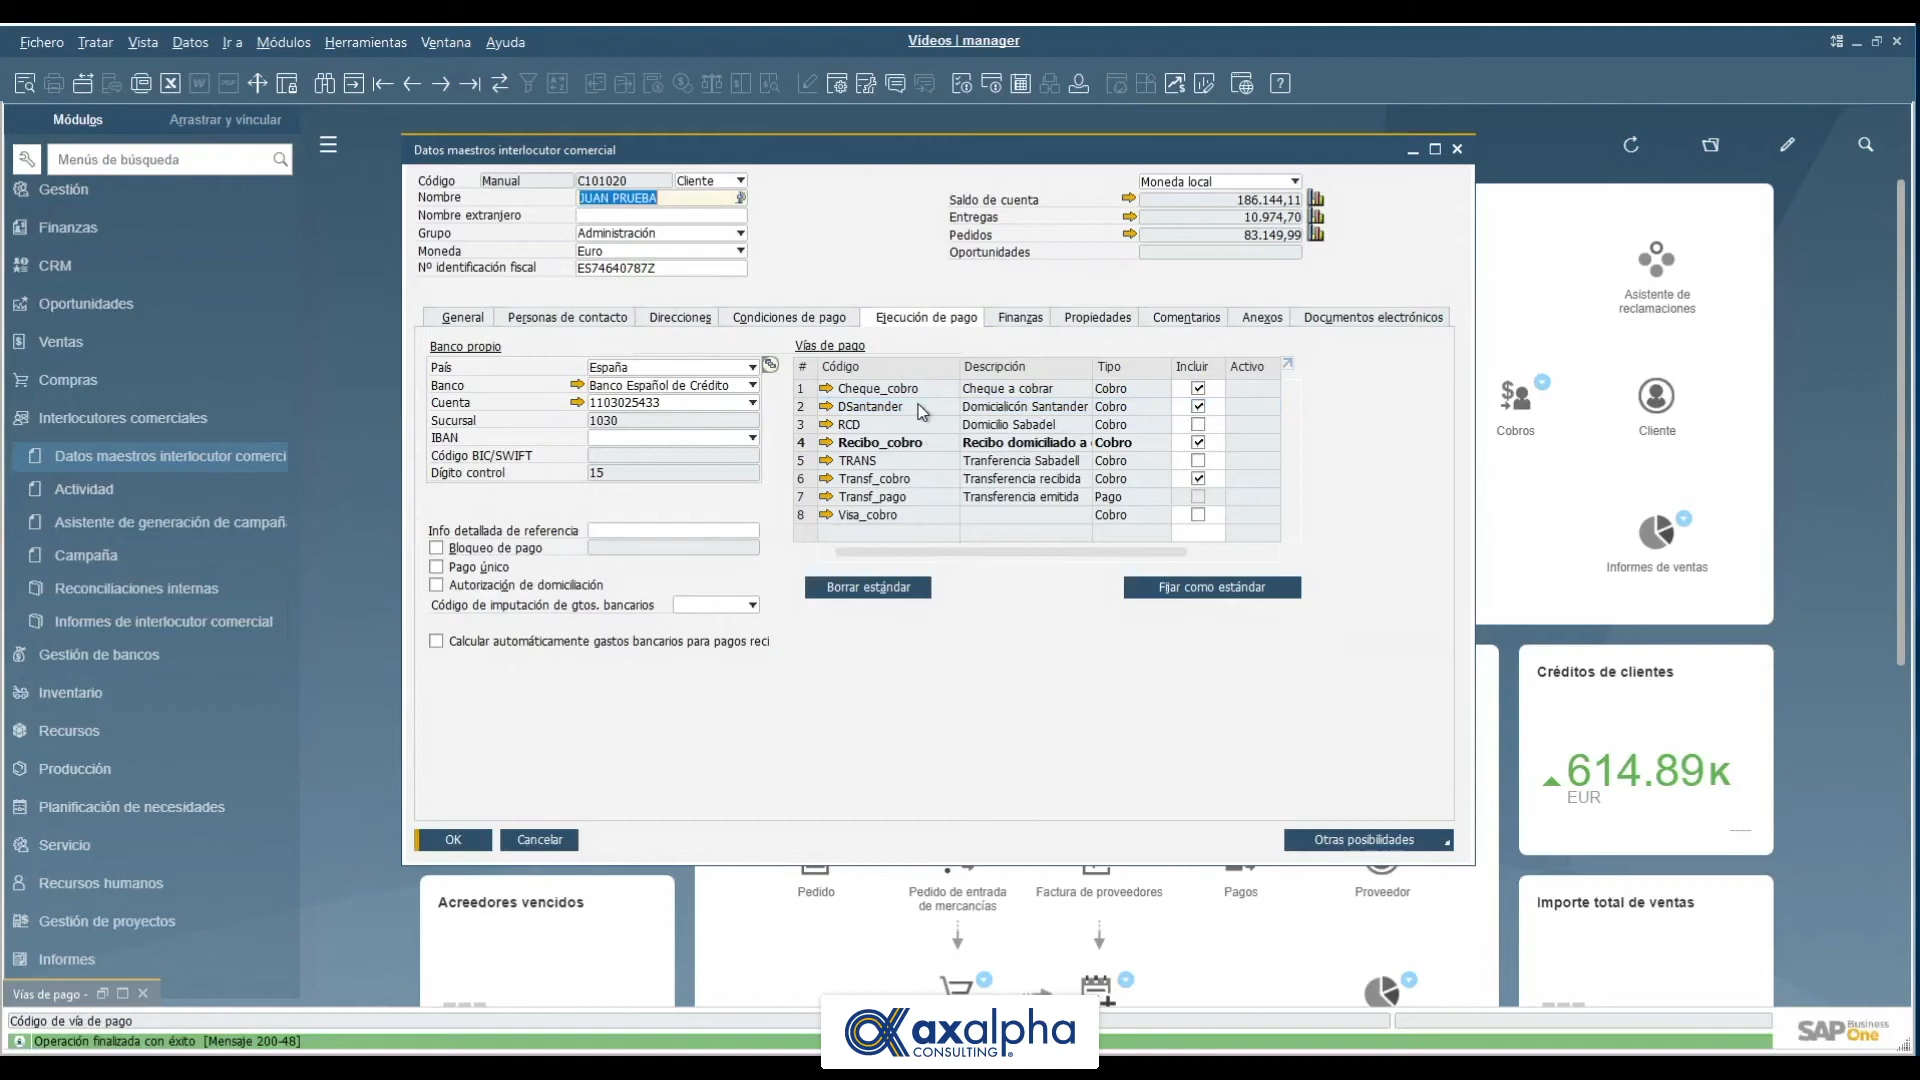 Fichero Tratar Vista Datos Ir a Módulos Herramientas Ventana Ayuda
Vídeos | manager
Módulos Arrastrar y vincular
Menús de búsqueda
Gestión
Finanzas
CRM
Oportunidades
Ventas
Compras
Interlocutores comerciales
Datos maestros interlocutor comerci
Actividad
Asistente de generación de campañ
Campaña
Reconciliaciones internas
Informes de interlocutor comercial
Gestión de bancos
Inventario
Recursos
Producción
Planificación de necesidades
Servicio
Recursos humanos
Gestión de proyectos
Informes
Vías de pago -
Datos maestros interlocutor comercial
Código Manual C101020 Cliente
Nombre JUAN PRUEBA
Nombre extranjero
Grupo Administración
Moneda Euro
Nº identificación fiscal ES74640787Z
Moneda local
Saldo de cuenta 186.144,11
Entregas 10.974,70
Pedidos 83.149,99
Oportunidades
General Personas de contacto Direcciones Condiciones de pago Ejecución de pago Finanzas Propiedades Comentarios Anexos Documentos electrónicos
Banco propio
País España
Banco Banco Español de Crédito
Cuenta 1103025433
Sucursal 1030
IBAN
Código BIC/SWIFT
Dígito control 15
Info detallada de referencia
Bloqueo de pago
Pago único
Autorización de domiciliación
Código de imputación de gtos. bancarios
Calcular automáticamente gastos bancarios para pagos reci
Vías de pago
# Código Descripción Tipo Incluir Activo
1 Cheque_cobro Cheque a cobrar Cobro
2 DSantander Domicialicón Santander Cobro
3 RCD Domicilio Sabadel Cobro
4 Recibo_cobro Recibo domiciliado a Cobro
5 TRANS Tranferencia Sabadell Cobro
6 Transf_cobro Transferencia recibida Cobro
7 Transf_pago Transferencia emitida Pago
8 Visa_cobro Cobro
Borrar estándar Fijar como estándar
OK Cancelar Otras posibilidades
Asistente de
reclamaciones
Cobros Cliente
Informes de ventas
Créditos de clientes
614.89K
EUR
Pedido Pedido de entrada
de mercancías
Factura de proveedores Pagos Proveedor
Acreedores vencidos
Importe total de ventas
Código de vía de pago
Operación finalizada con éxito [Mensaje 200-48]
axalpha
CONSULTING ®
SAP Business
One